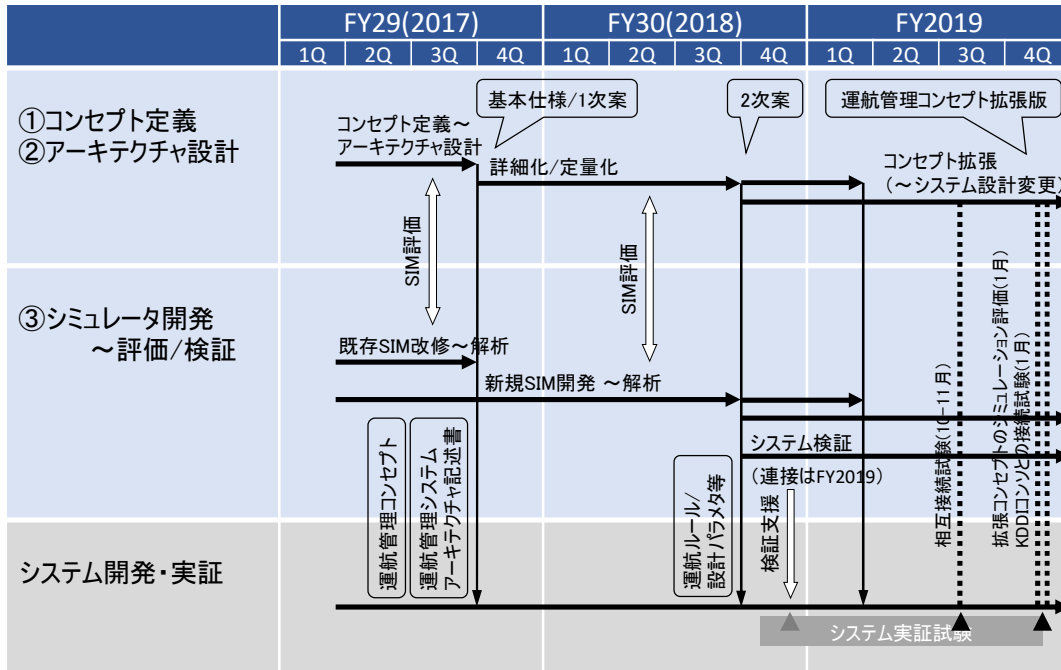 FY29(2017) FY30(2018) FY2019
1Q 2Q 3Q 4Q 1Q 2Q 3Q 4Q 1Q 2Q 3Q 4Q
①コンセプト定義
②アーキテクチャ設計
コンセプト定義～
アーキテクチャ設計
基本仕様/1次案
2次案
運航管理コンセプト拡張版
詳細化/定量化
コンセプト拡張
(～システム設計変更)
SIM評価
SIM評価
③シミュレータ開発
～評価/検証
既存SIM改修～解析
新規SIM開発 ～解析
システム検証
(連接はFY2019)
運航管理コンセプト
運航管理システム
アーキテクチャ記述書
運航ルール/
設計パラメタ等
検証支援
相互接続試験(10-11月)
拡張コンセプトのシミュレーション評価(1月)
KDDIコンソとの接続試験(1月)
システム開発・実証
システム実証試験